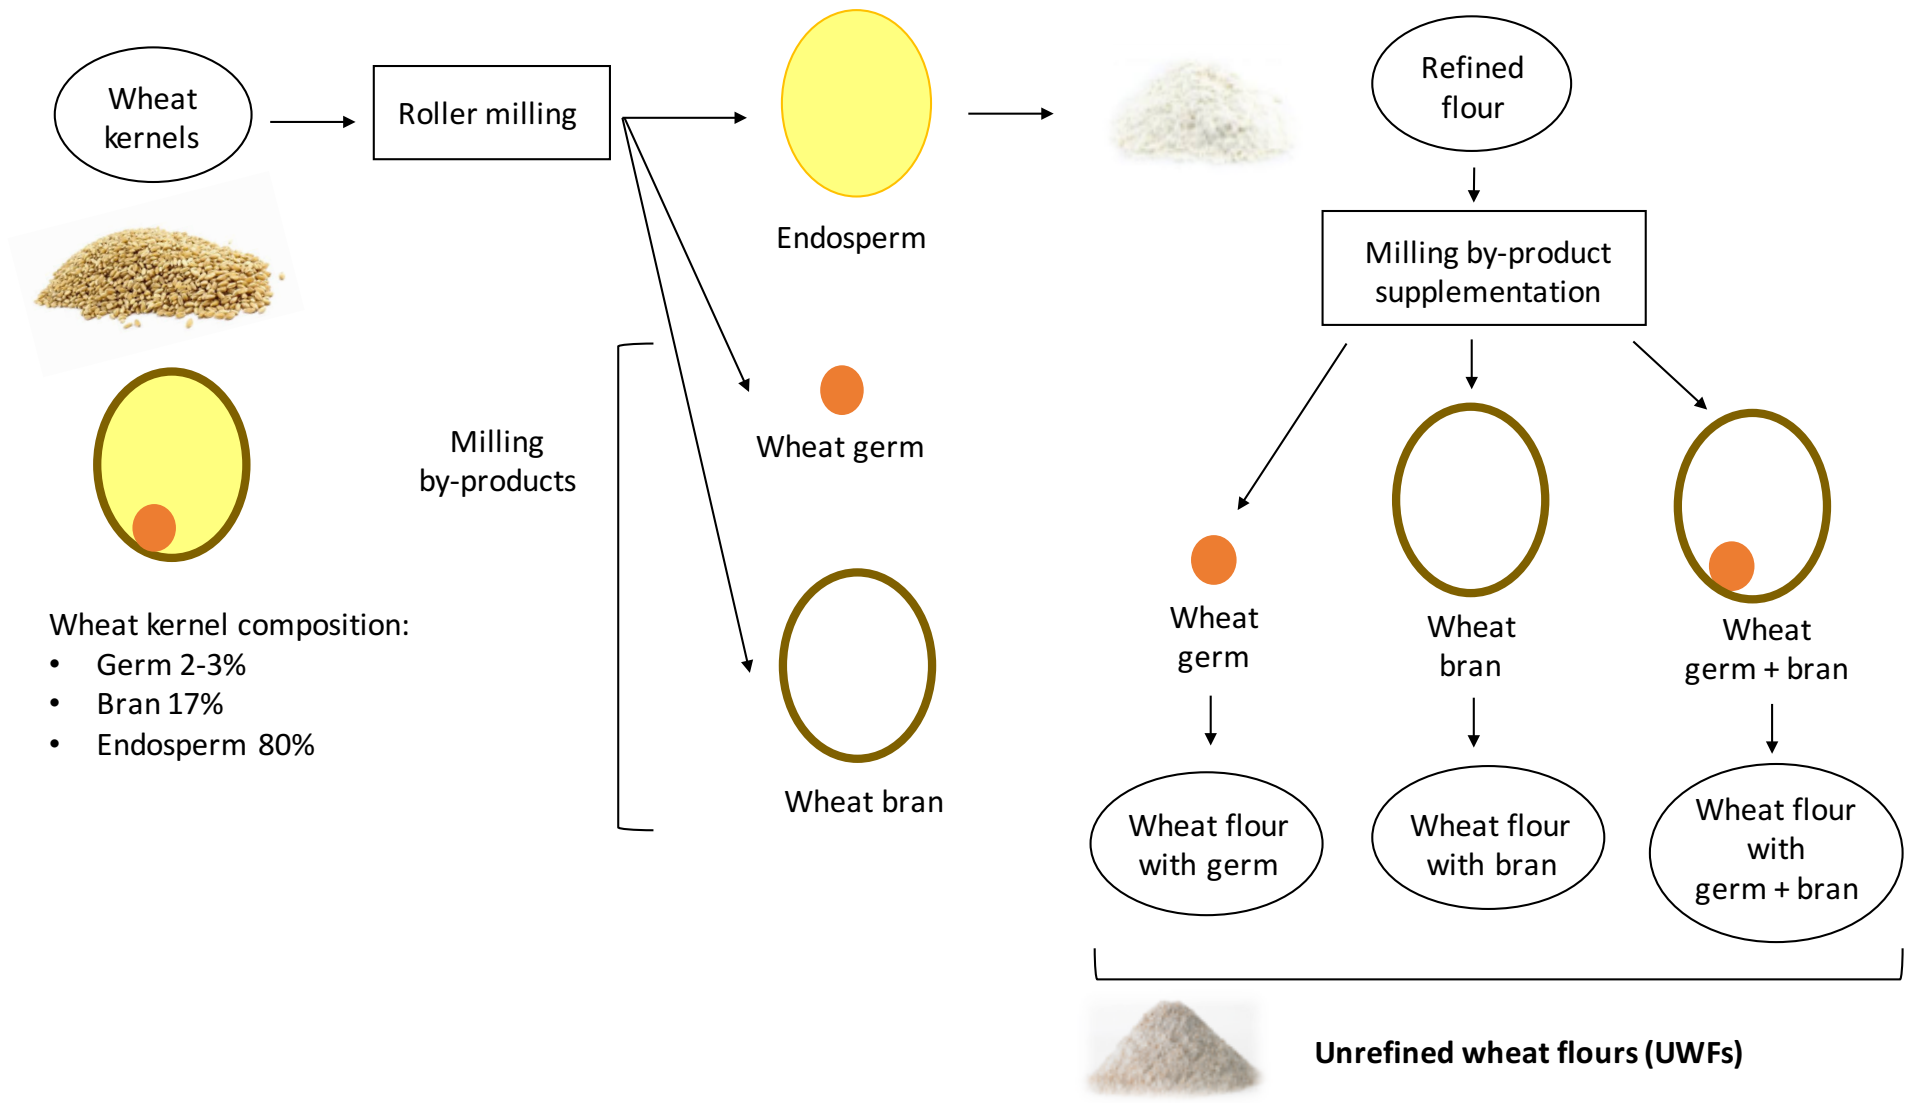 Wheat
kernels
Roller milling
Endosperm
Refined
flour
Milling by-product
supplementation
Milling
by-products
Wheat germ
Wheat bran
Wheat kernel composition:
• Germ 2-3%
• Bran 17%
• Endosperm 80%
Wheat
germ
Wheat
bran
Wheat
germ + bran
Wheat flour
with germ
Wheat flour
with bran
Wheat flour
with
germ + bran
Unrefined wheat flours (UWFs)